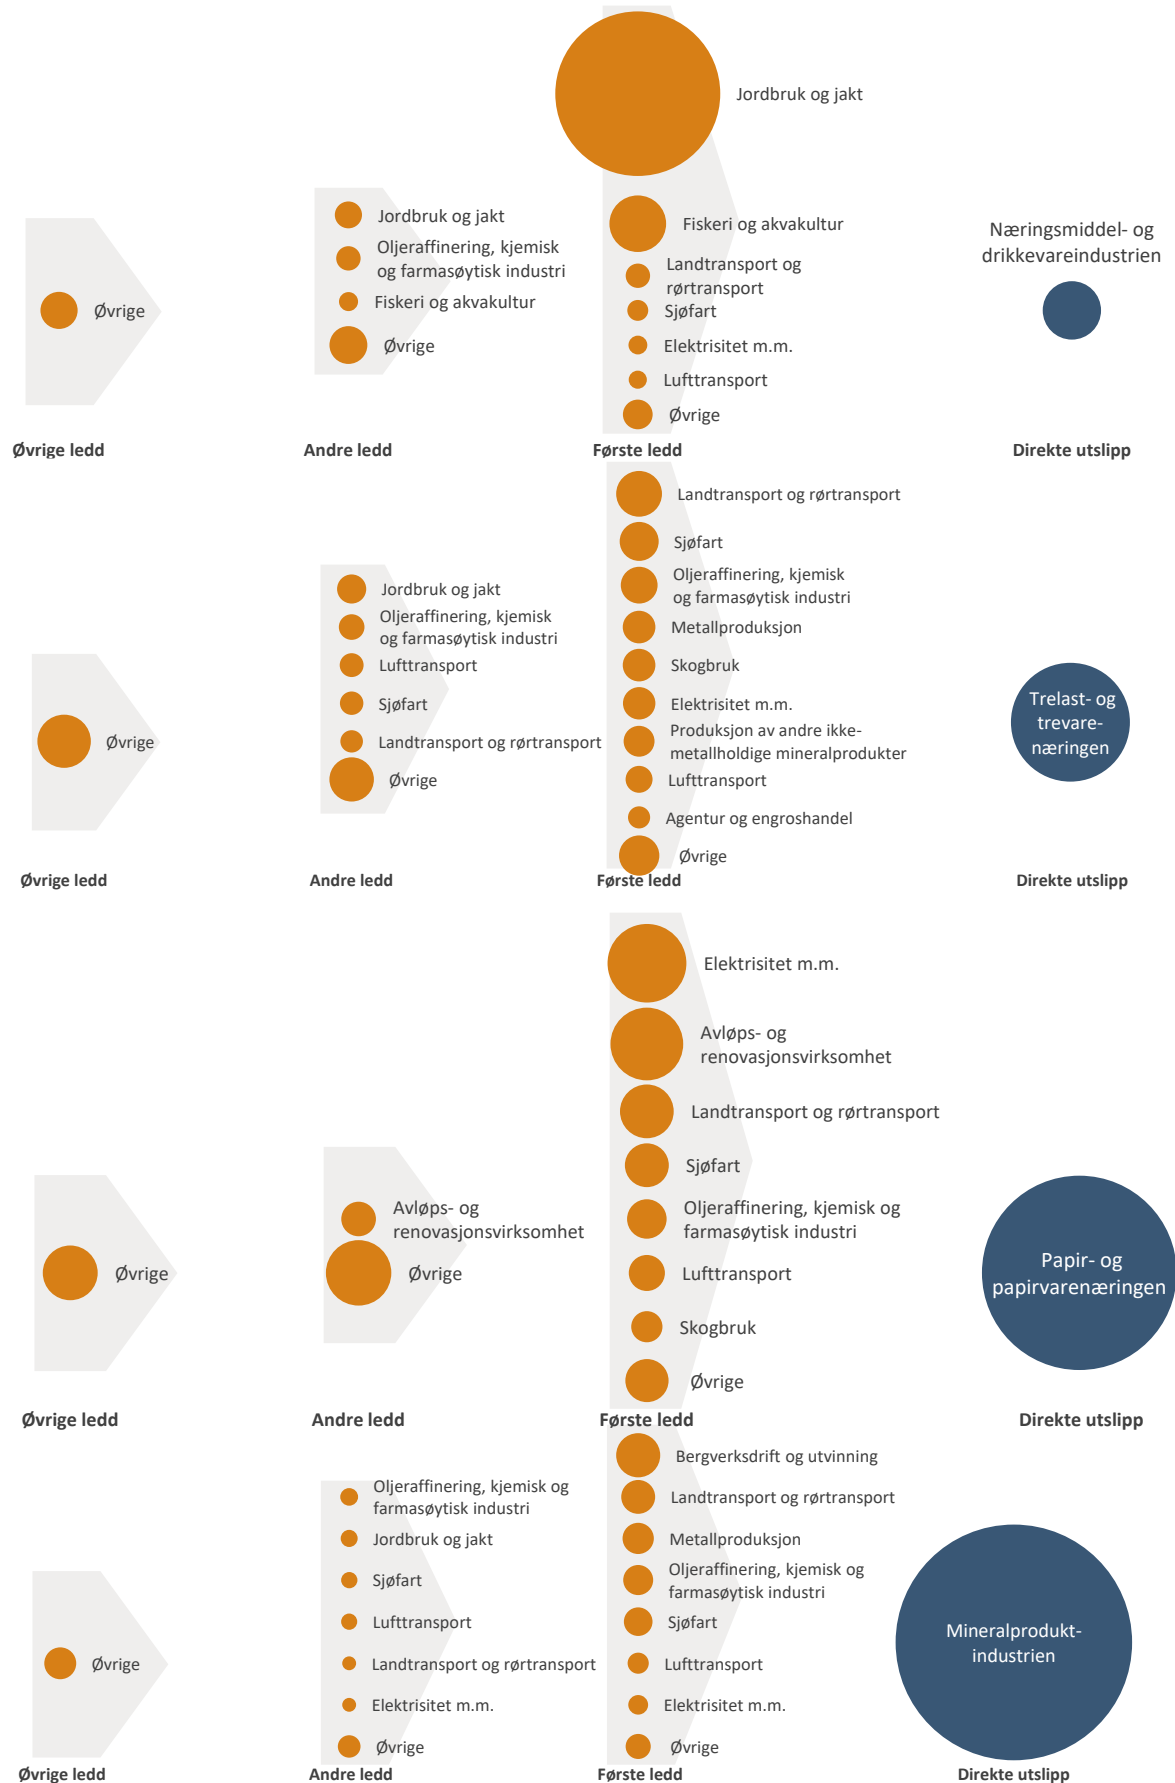 Jordbruk og jakt
Jordbruk og jakt
Oljeraffinering, kjemisk
og farmasøytisk industri
Fiskeri og akvakultur
Øvrige
Øvrige
Fiskeri og akvakultur
Landtransport og
rørtransport
Sjøfart
Elektrisitet m.m.
Lufttransport
Øvrige
Næringsmiddel- og
drikkevareindustrien
Øvrige ledd
Andre ledd
Første ledd
Direkte utslipp
Øvrige
Jordbruk og jakt
Oljeraffinering, kjemisk
og farmasøytisk industri
Lufttransport
Sjøfart
Landtransport og rørtransport
Øvrige
Landtransport og rørtransport
Sjøfart
Oljeraffinering, kjemisk
og farmasøytisk industri
Metallproduksjon
Skogbruk
Elektrisitet m.m.
Produksjon av andre ikke-
metallholdige mineralprodukter
Lufttransport
Agentur og engroshandel
Øvrige
Trelast- og
trevare-
næringen
Øvrige ledd
Andre ledd
Første ledd
Direkte utslipp
Øvrige
Avløps- og
renovasjonsvirksomhet
Øvrige
Elektrisitet m.m.
Avløps- og
renovasjonsvirksomhet
Landtransport og rørtransport
Sjøfart
Oljeraffinering, kjemisk og
farmasøytisk industri
Lufttransport
Skogbruk
Øvrige
Papir- og
papirvarenæringen
Øvrige ledd
Andre ledd
Første ledd
Direkte utslipp
Øvrige
Oljeraffinering, kjemisk og
farmasøytisk industri
Jordbruk og jakt
Sjøfart
Lufttransport
Landtransport og rørtransport
Elektrisitet m.m.
Øvrige
Bergverksdrift og utvinning
Landtransport og rørtransport
Metallproduksjon
Oljeraffinering, kjemisk og
farmasøytisk industri
Sjøfart
Lufttransport
Elektrisitet m.m.
Øvrige
Mineralprodukt-
industrien
Øvrige ledd
Andre ledd
Første ledd
Direkte utslipp